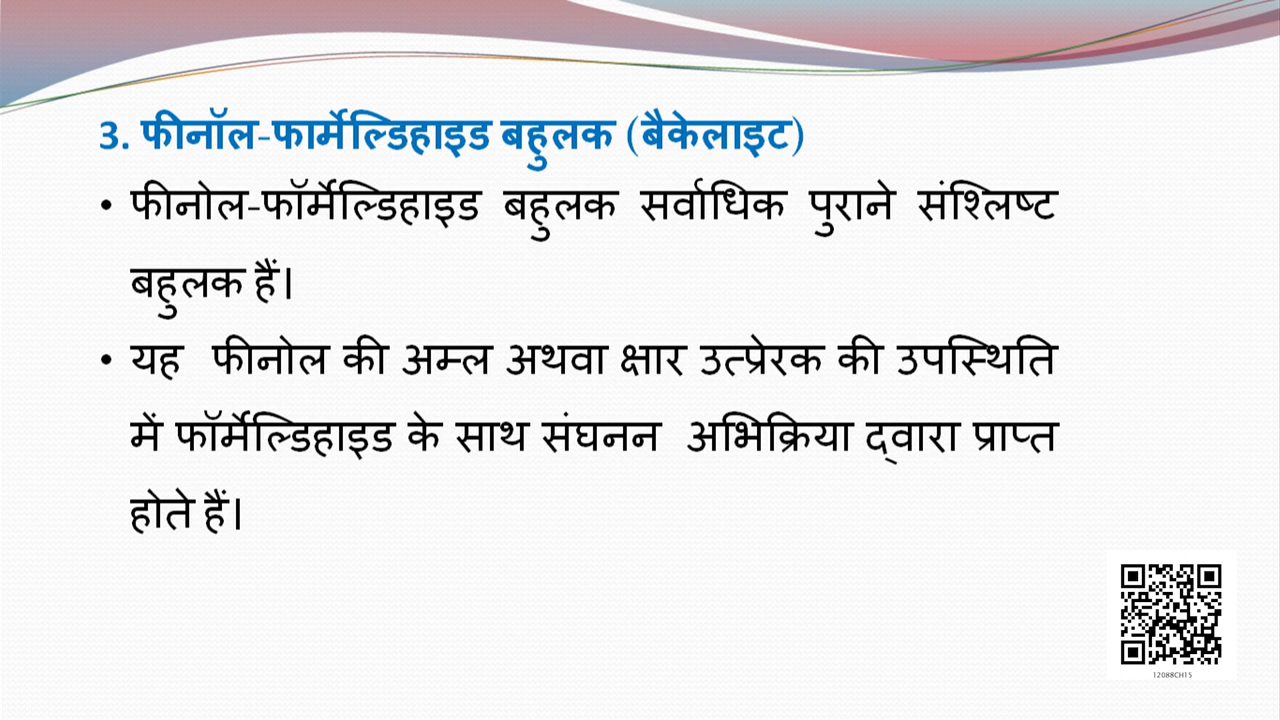 3. फीनॉल-फार्मेल्डिहाइड बहुलक (बैकेलाइट)
• फीनोल-फॉर्मेल्डिहाइड बहुलक सर्वाधिक पुराने संश्लिष्ट
बहुलक हैं।
• यह फीनोल की अम्ल अथवा क्षार उत्प्रेरक की उपस्थिति
में फॉर्मेल्डिहाइड के साथ संघनन अभिक्रिया द्वारा प्राप्त
होते हैं।
12088CH15